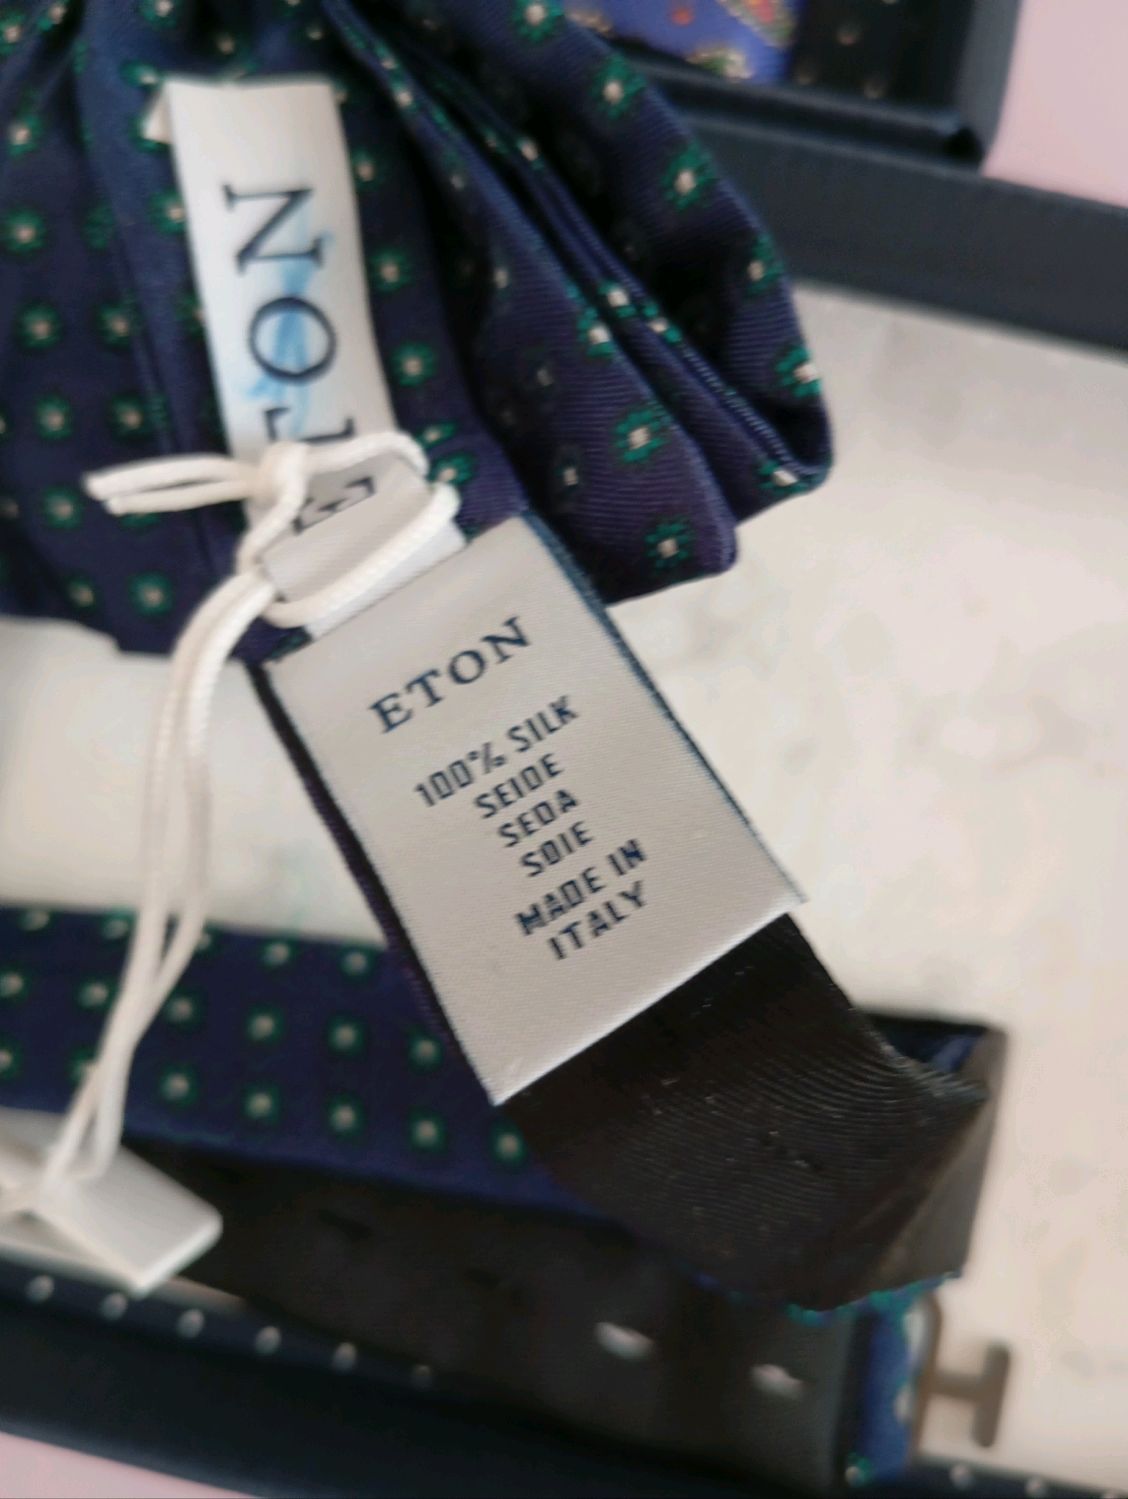 ETON
ETON
100% SILK
SEIDE
SEDA
SOIE
MADE IN
ITALY